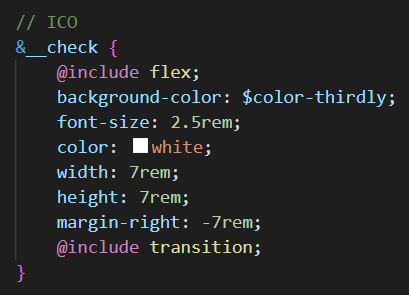 // ICO
&__check {
    @include flex;
    background-color: $color-thirdly;
    font-size: 2.5rem;
    color: white;
    width: 7rem;
    height: 7rem;
    margin-right: -7rem;
    @include transition;
}